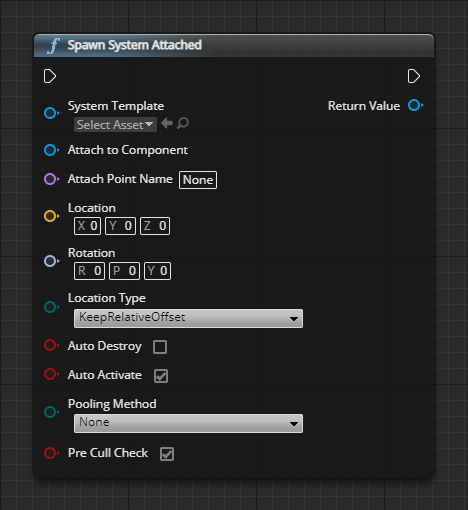 f Spawn System Attached
System Template
Return Value
Select Asset
Attach to Component
Attach Point Name None
Location
X 0 Y 0 Z 0
Rotation
R 0 P 0 Y 0
Location Type
KeepRelativeOffset
Auto Destroy
Auto Activate
Pooling Method
None
Pre Cull Check